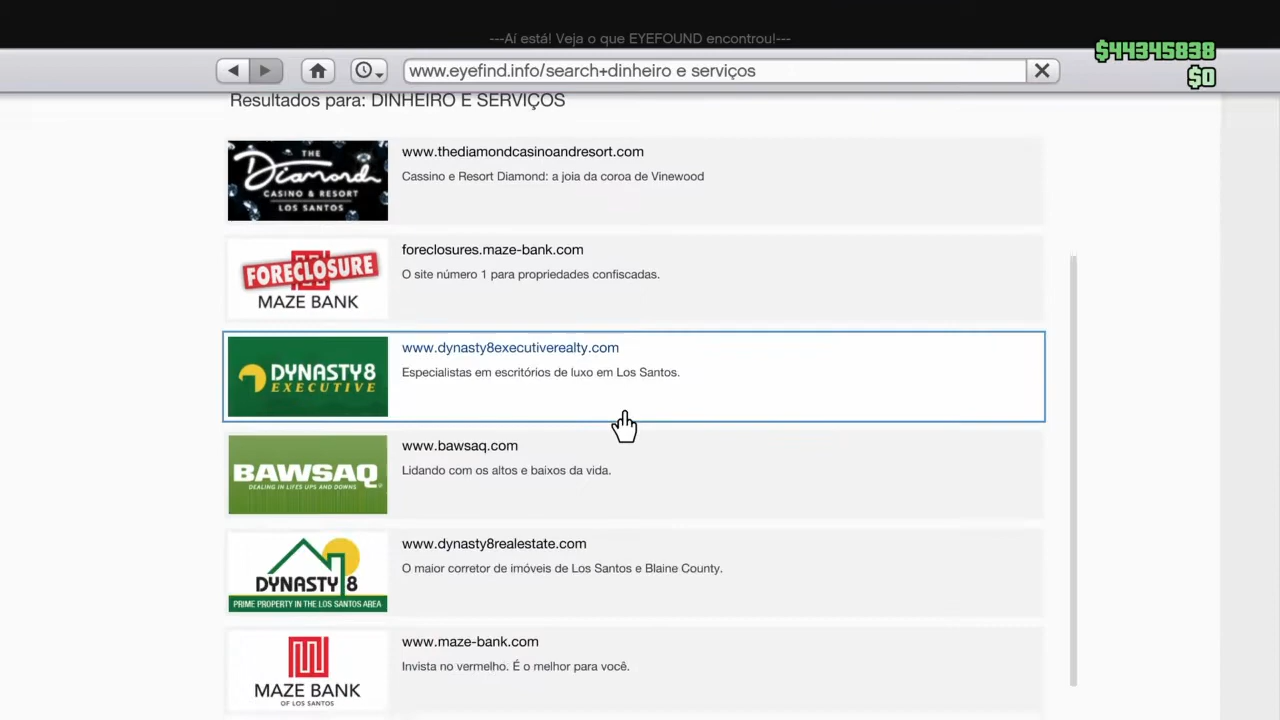 ---Aí está! Veja o que EYEFOUND encontrou!---
$44345838
$0
www.eyefind.info/search+dinheiro e serviços
Resultados para: DINHEIRO E SERVIÇOS
THE
Diamond
CASINO & RESORT
LOS SANTOS
www.thediamondcasinoandresort.com
Cassino e Resort Diamond: a joia da coroa de Vinewood
FORECLOSURE
MAZE BANK
foreclosures.maze-bank.com
O site número 1 para propriedades confiscadas.
DYNASTY8
EXECUTIVE
www.dynasty8executiverealty.com
Especialistas em escritórios de luxo em Los Santos.
BAWSAQ
DEALING IN LIFES UPS AND DOWNS
www.bawsaq.com
Lidando com os altos e baixos da vida.
DYNASTY 8
PRIME PROPERTY IN THE LOS SANTOS AREA
www.dynasty8realestate.com
O maior corretor de imóveis de Los Santos e Blaine County.
MAZE BANK
OF LOS SANTOS
www.maze-bank.com
Invista no vermelho. É o melhor para você.